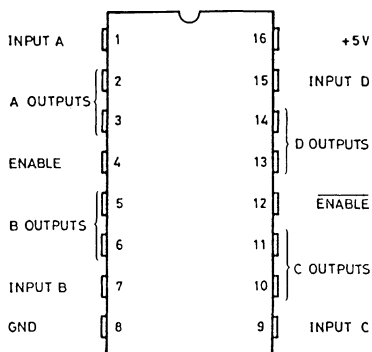 INPUT A 1 16 +5V
2 15 INPUT D
A OUTPUTS
3 14
D OUTPUTS
ENABLE 4 13
5 12 ENABLE
B OUTPUTS
6 11
C OUTPUTS
INPUT B 7 10
GND 8 9 INPUT C